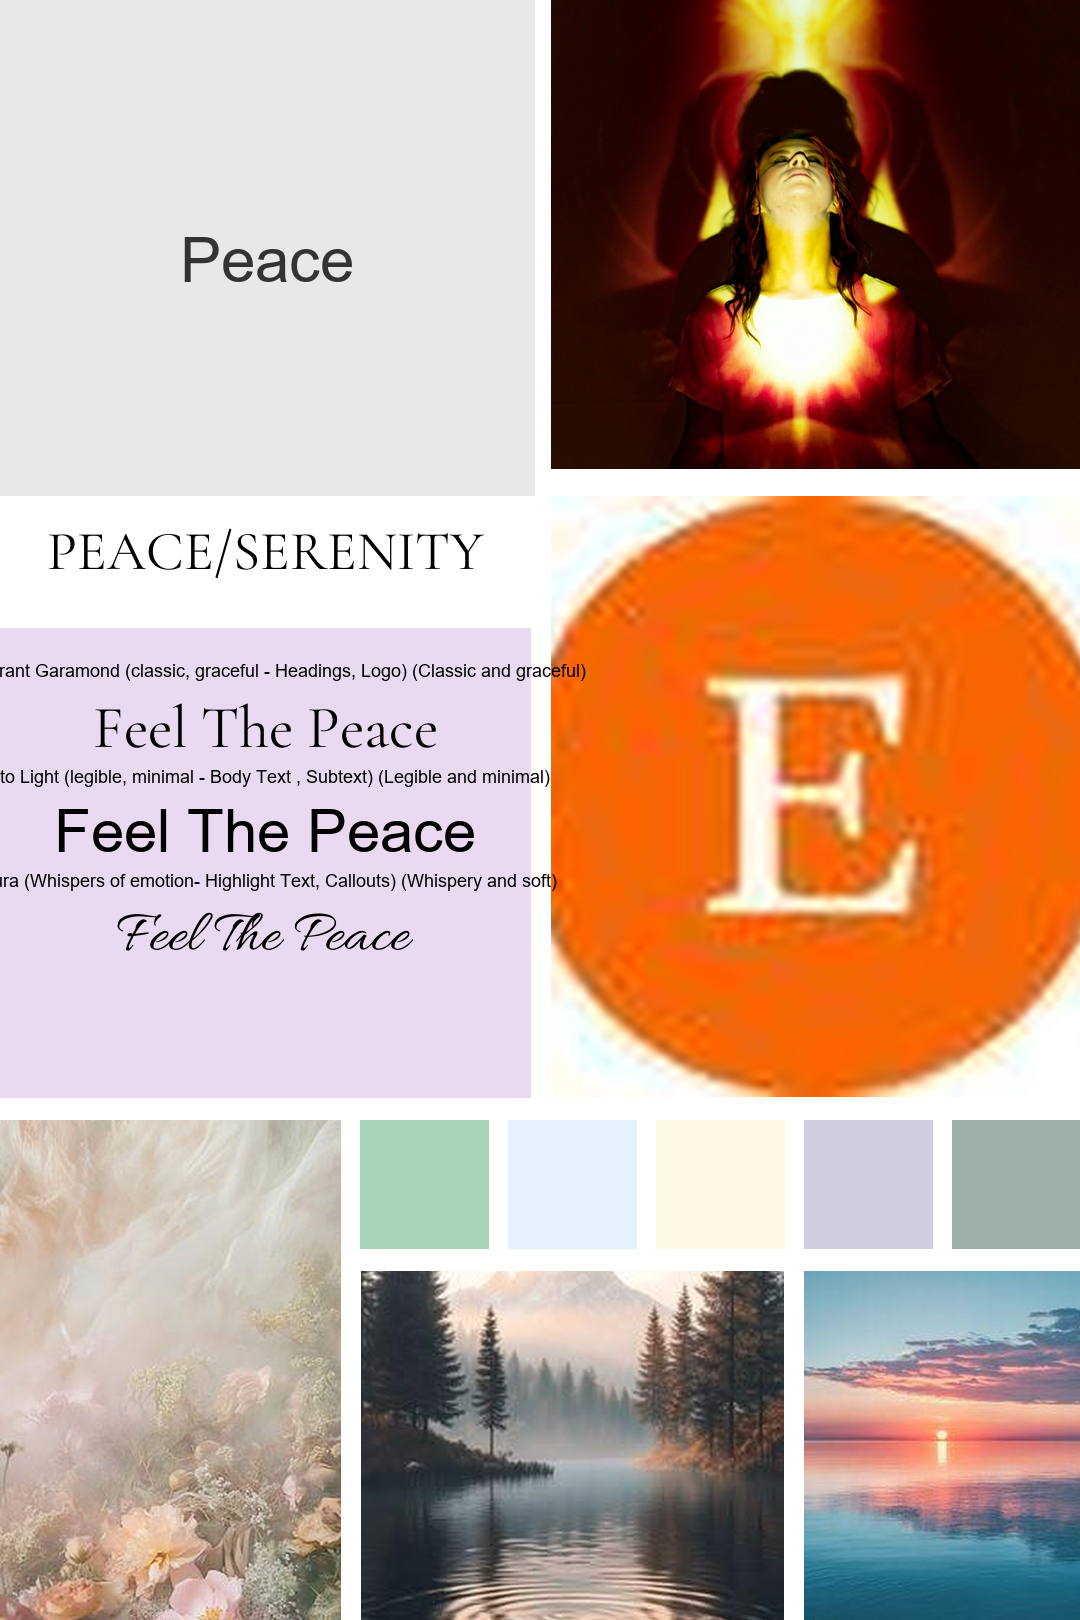 Peace
PEACE/SERENITY
rant Garamond (classic, graceful - Headings, Logo) (Classic and graceful)
Feel The Peace
to Light (legible, minimal - Body Text , Subtext) (Legible and minimal)
Feel The Peace
ura (Whispers of emotion- Highlight Text, Callouts) (Whispery and soft)
Feel The Peace
E